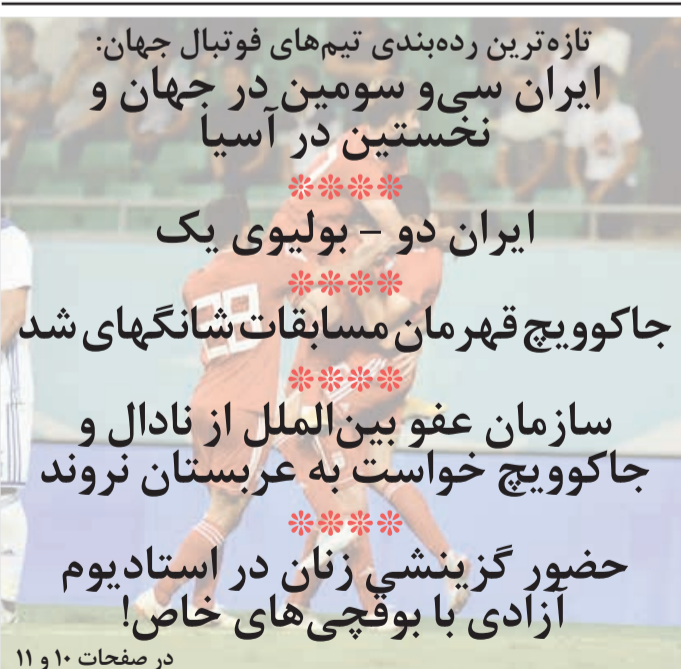 تازه‌ترین رده‌بندی تیم‌های فوتبال جهان:
ایران سی‌و سومین در جهان و
نخستین در آسیا
❊❊❊❊
ایران دو - بولیوی یک
❊❊❊❊
جاکوویچ قهرمان مسابقات شانگهای شد
❊❊❊❊
سازمان عفو بین‌الملل از نادال و
جاکوویچ خواست به عربستان نروند
❊❊❊❊
حضور گزینشی زنان در استادیوم
آزادی با بوقچی‌های خاص!
در صفحات ۱۰ و ۱۱
28